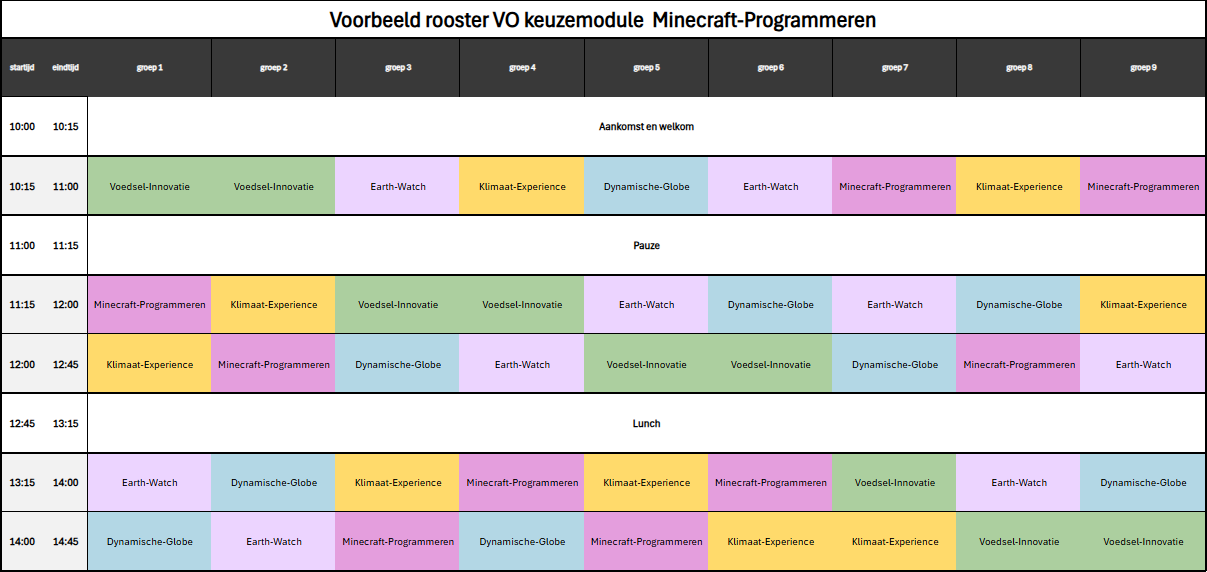 Voorbeeld rooster VO keuzemodule Minecraft-Programmeren
startijd eindtijd groep 1 groep 2 groep 3 groep 4 groep 5 groep 6 groep 7 groep 8 groep 9
10:00 10:15 Aankomst en welkom
10:15 11:00 Voedsel-Innovatie Voedsel-Innovatie Earth-Watch Klimaat-Experience Dynamische-Globe Earth-Watch Minecraft-Programmeren Klimaat-Experience Minecraft-Programmeren
11:00 11:15 Pauze
11:15 12:00 Minecraft-Programmeren Klimaat-Experience Voedsel-Innovatie Voedsel-Innovatie Earth-Watch Dynamische-Globe Earth-Watch Dynamische-Globe Klimaat-Experience
12:00 12:45 Klimaat-Experience Minecraft-Programmeren Dynamische-Globe Earth-Watch Voedsel-Innovatie Voedsel-Innovatie Dynamische-Globe Minecraft-Programmeren Earth-Watch
12:45 13:15 Lunch
13:15 14:00 Earth-Watch Dynamische-Globe Klimaat-Experience Minecraft-Programmeren Klimaat-Experience Minecraft-Programmeren Voedsel-Innovatie Earth-Watch Dynamische-Globe
14:00 14:45 Dynamische-Globe Earth-Watch Minecraft-Programmeren Dynamische-Globe Minecraft-Programmeren Klimaat-Experience Klimaat-Experience Voedsel-Innovatie Voedsel-Innovatie